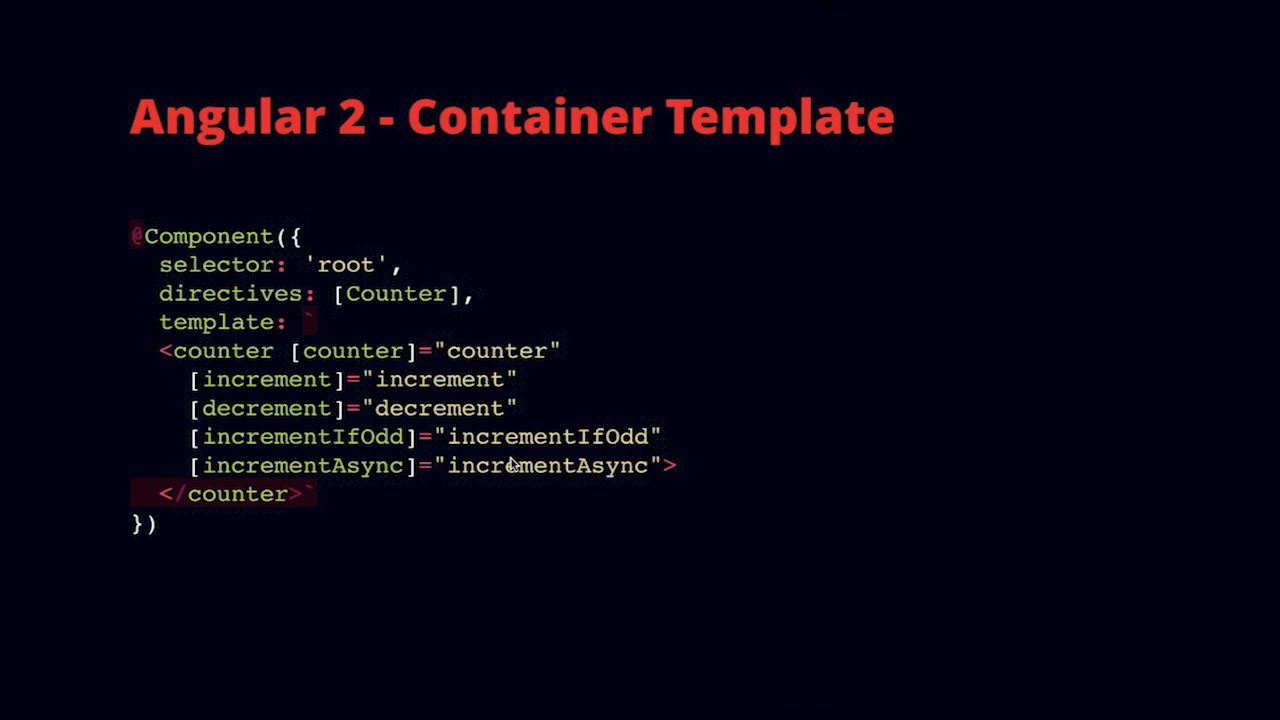 Angular 2 - Container Template
@Component({
  selector: 'root',
  directives: [Counter],
  template: `
  <counter [counter]="counter"
    [increment]="increment"
    [decrement]="decrement"
    [incrementIfOdd]="incrementIfOdd"
    [incrementAsync]="incrementAsync">
  </counter>`
})